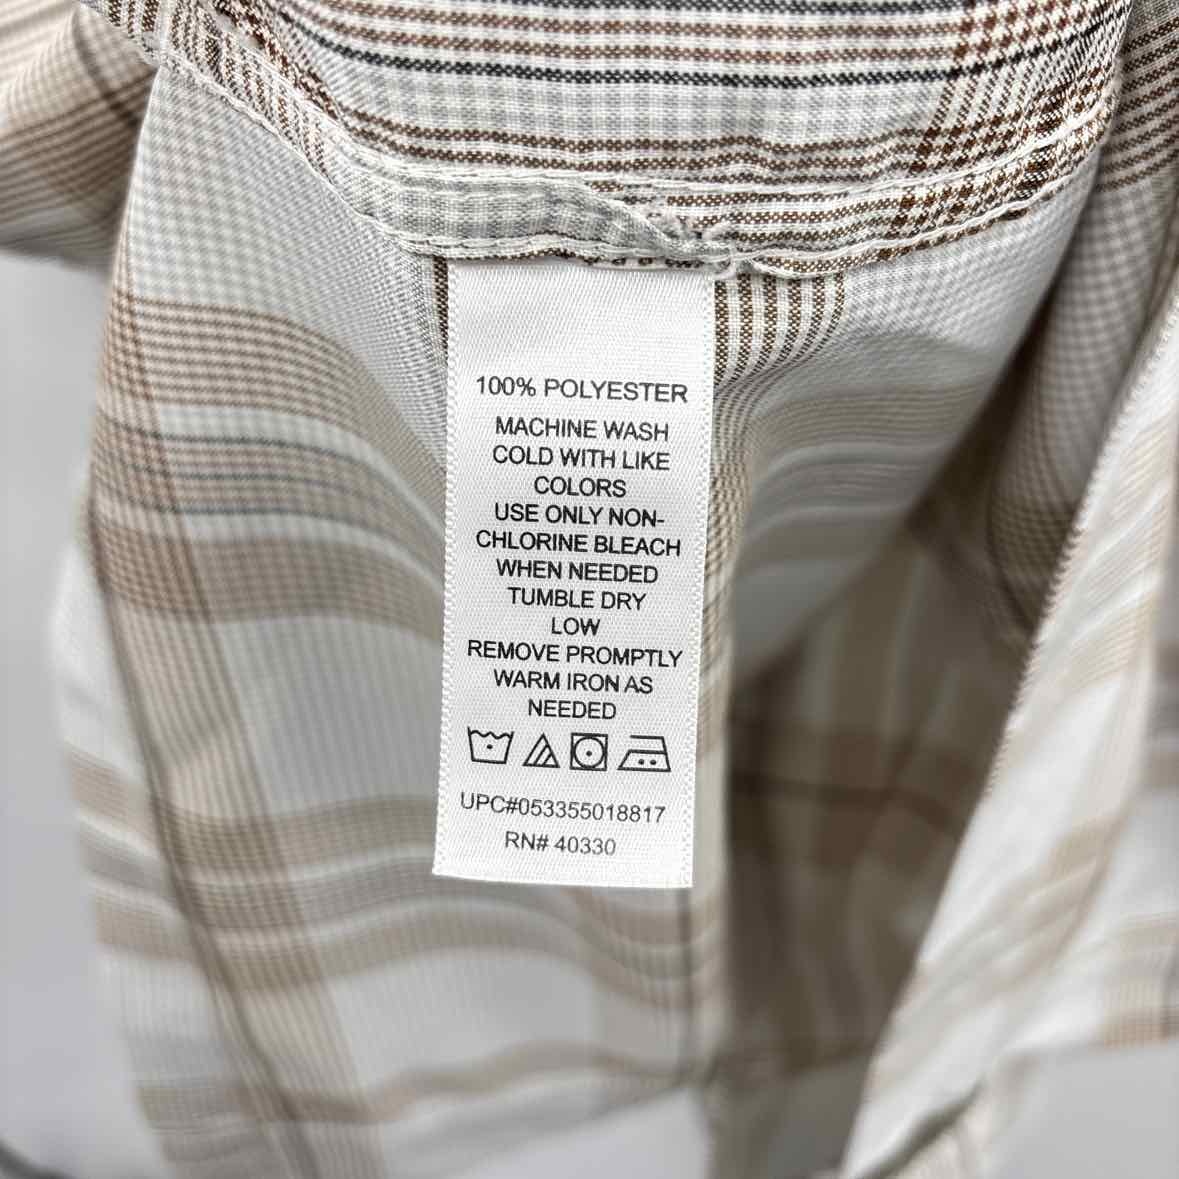 100% POLYESTER
MACHINE WASH
COLD WITH LIKE
COLORS
USE ONLY NON-
CHLORINE BLEACH
WHEN NEEDED
TUMBLE DRY
LOW
REMOVE PROMPTLY
WARM IRON AS
NEEDED
UPC#053355018817
RN# 40330